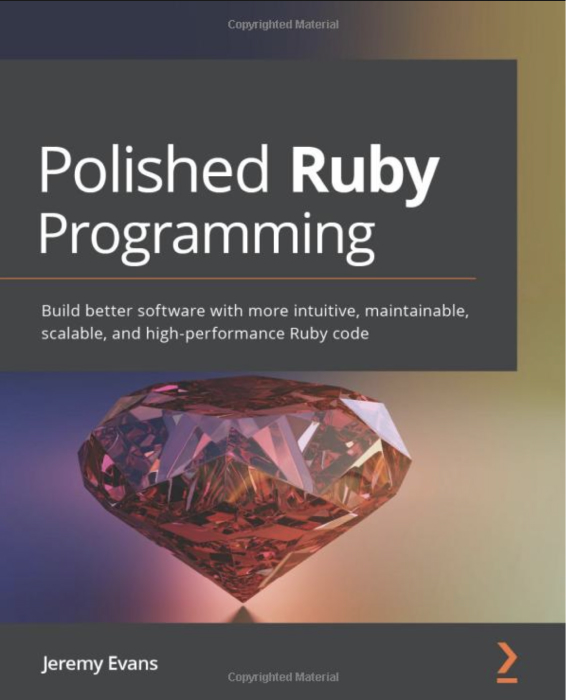 Copyrighted Material
Polished Ruby
Programming
Build better software with more intuitive, maintainable,
scalable, and high-performance Ruby code
Jeremy Evans
Copyrighted Material